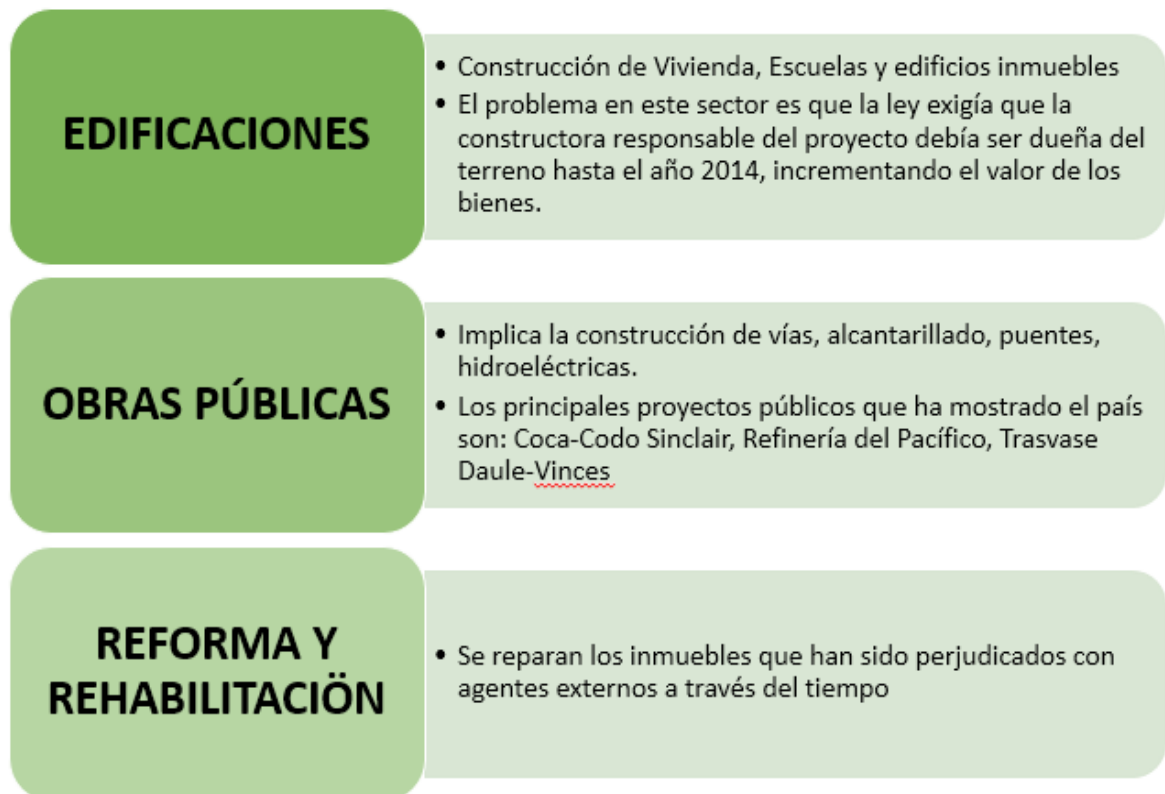 EDIFICACIONES
• Construcción de Vivienda, Escuelas y edificios inmuebles
• El problema en este sector es que la ley exigía que la
constructora responsable del proyecto debía ser dueña del
terreno hasta el año 2014, incrementando el valor de los
bienes.
OBRAS PÚBLICAS
• Implica la construcción de vías, alcantarillado, puentes,
hidroeléctricas.
• Los principales proyectos públicos que ha mostrado el país
son: Coca-Codo Sinclair, Refinería del Pacífico, Trasvase
Daule-Vinces
REFORMA Y
REHABILITACIÖN
• Se reparan los inmuebles que han sido perjudicados con
agentes externos a través del tiempo